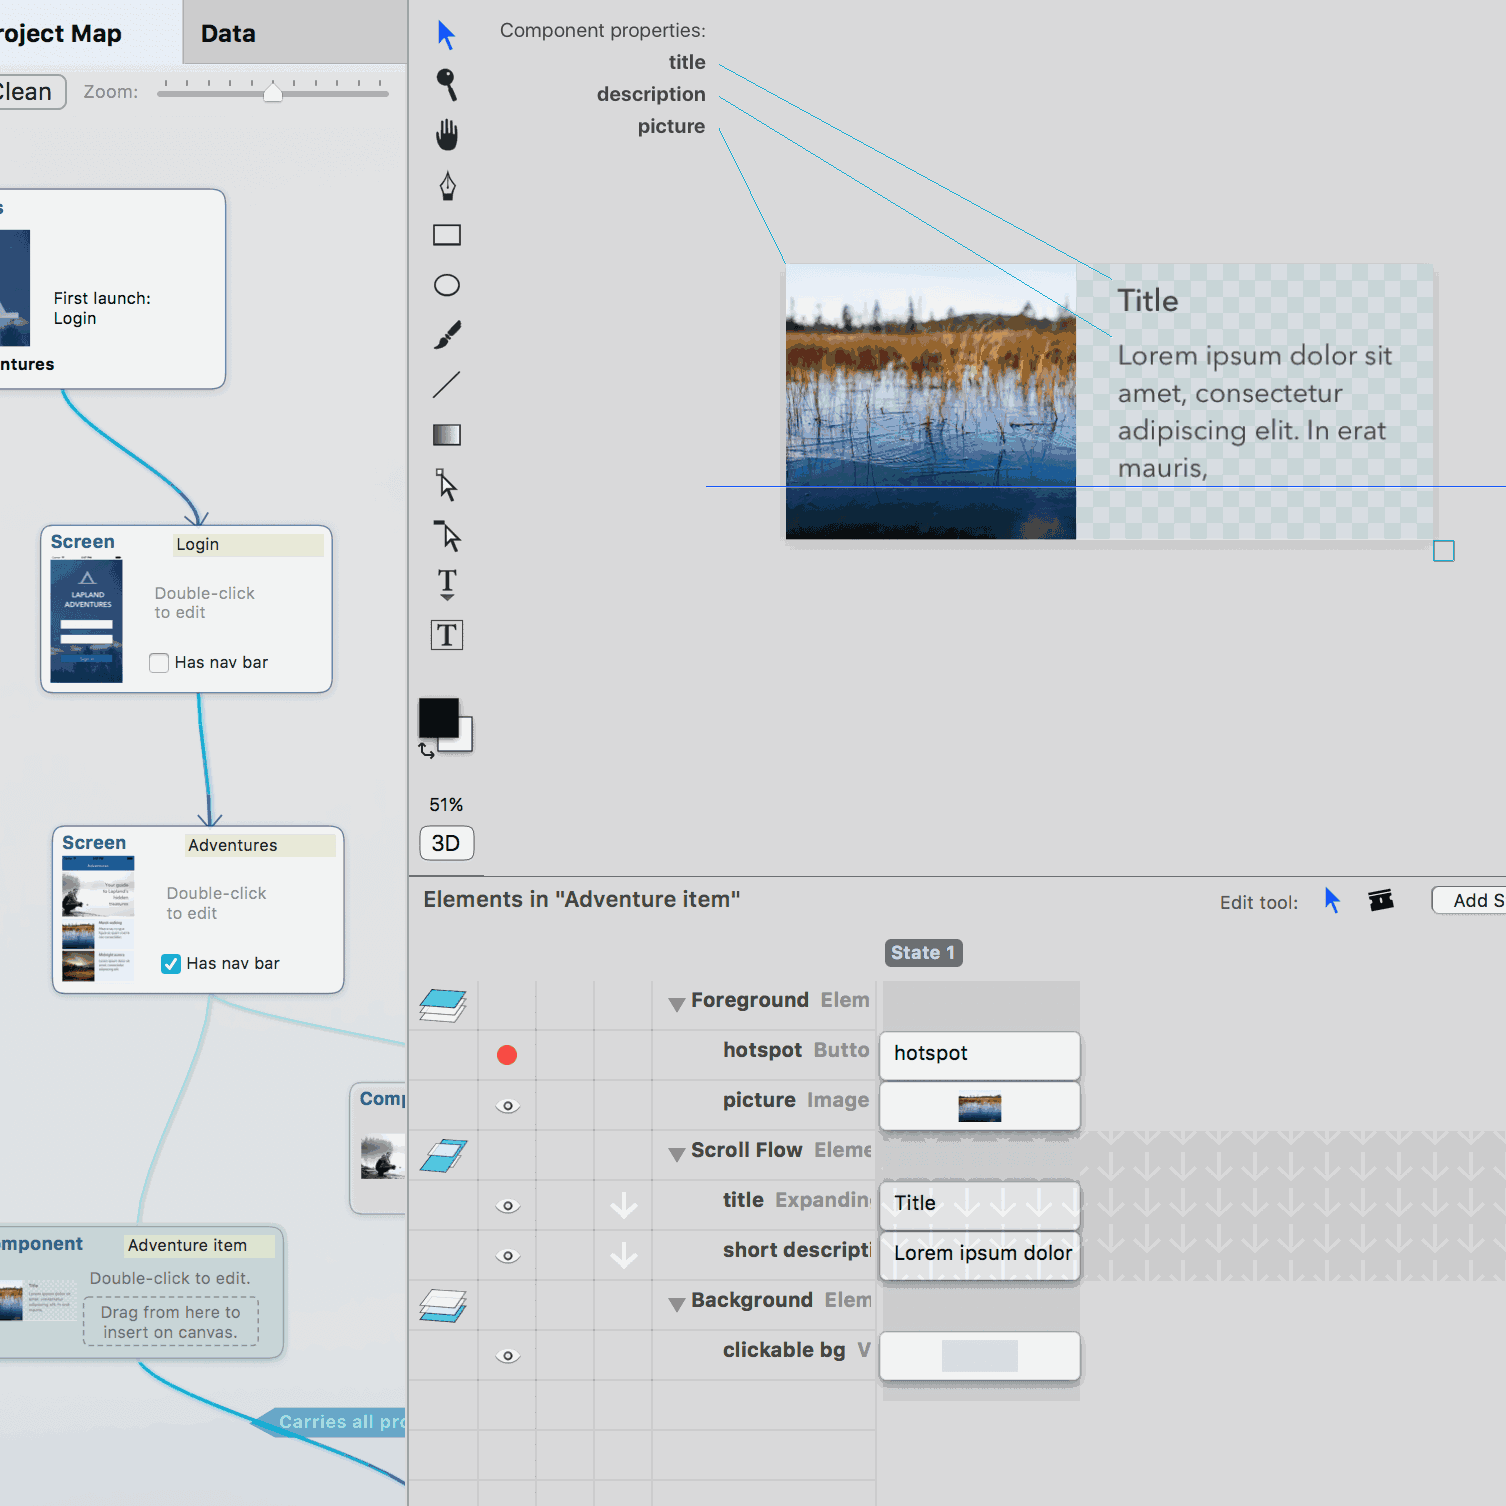 roject Map
Data
Clean
Zoom:
First launch:
Login
ntures
Screen
Login
LAPLAND
ADVENTURES
Double-click
to edit
Has nav bar
Screen
Adventures
Double-click
to edit
Has nav bar
Comp
mponent
Adventure item
Double-click to edit.
Drag from here to
insert on canvas.
Carries all pro
Component properties:
title
description
picture
Title
Lorem ipsum dolor sit
amet, consectetur
adipiscing elit. In erat
mauris,
T
T
51%
3D
Elements in "Adventure item"
Edit tool:
Add S
State 1
Foreground Elem
hotspot Butto
hotspot
picture Image
Scroll Flow Eleme
title Expandin
Title
short descripti
Lorem ipsum dolor
Background Elem
clickable bg V